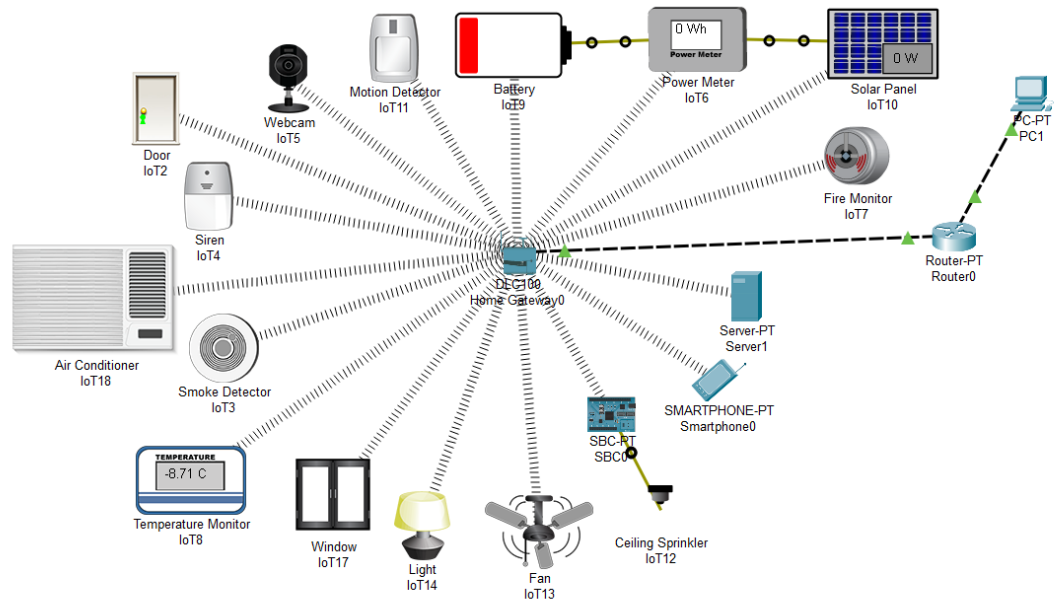 Motion Detector
IoT11
Battery
IoT9
0 Wh
Power Meter
Power Meter
IoT6
0 W
Solar Panel
IoT10
PC-PT
PC1
Webcam
IoT5
Door
IoT2
Fire Monitor
IoT7
Siren
IoT4
Router-PT
Router0
DLC100
Home Gateway0
Server-PT
Server1
Air Conditioner
IoT18
Smoke Detector
IoT3
SMARTPHONE-PT
Smartphone0
SBC-PT
SBC0
TEMPERATURE
-8.71 C
Temperature Monitor
IoT8
Window
IoT17
Light
IoT14
Fan
IoT13
Ceiling Sprinkler
IoT12